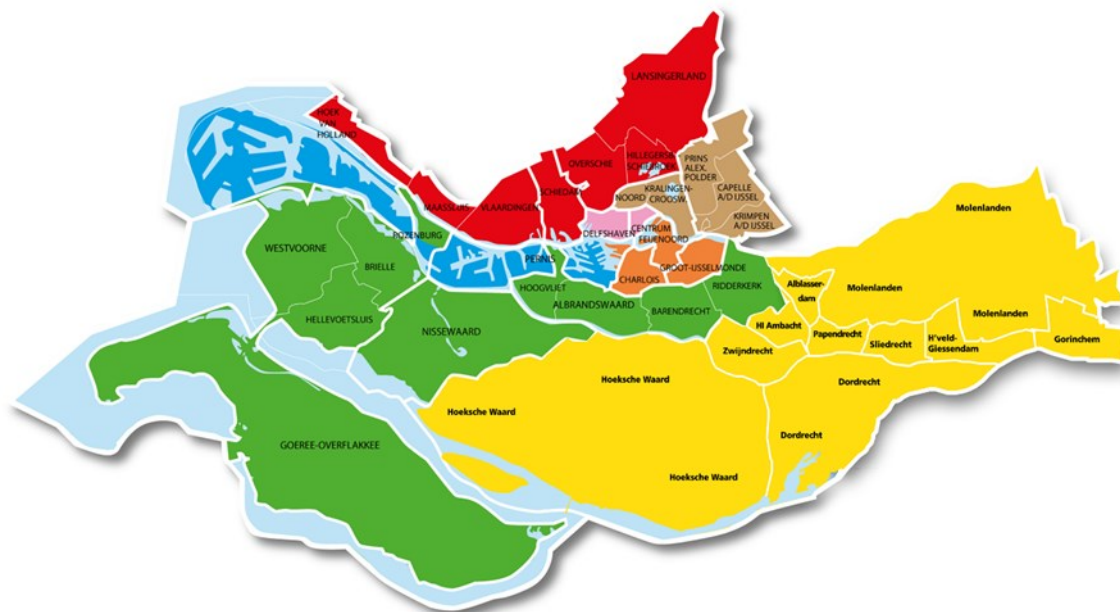 LANSINGERLAND
HOEK
VAN
HOLLAND
OVERSCHIE
HILLEGERSB.
SCHIEBROEK
PRINS
ALEX.
POLDER
CAPELLE
A/D IJSSEL
SCHIEDAM
NOORD
KRALINGEN-
CROOSW.
KRIMPEN
A/D IJSSEL
MAASSLUIS
VLAARDINGEN
DELFSHAVEN
CENTRUM
FEIJENOORD
ROZENBURG
WESTVOORNE
BRIELLE
PERNIS
GROOT-IJSSELMONDE
CHARLOIS
HOOGVLIET
RIDDERKERK
ALBRANDSWAARD
BARENDRECHT
HELLEVOETSLUIS
NISSEWAARD
Molenlanden
Alblasser-
dam
Molenlanden
Molenlanden
HI Ambacht
Papendrecht
Sliedrecht
H'veld-
Giessendam
Gorinchem
Zwijndrecht
Hoeksche Waard
Dordrecht
Hoeksche Waard
Dordrecht
GOEREE-OVERFLAKKEE
Hoeksche Waard